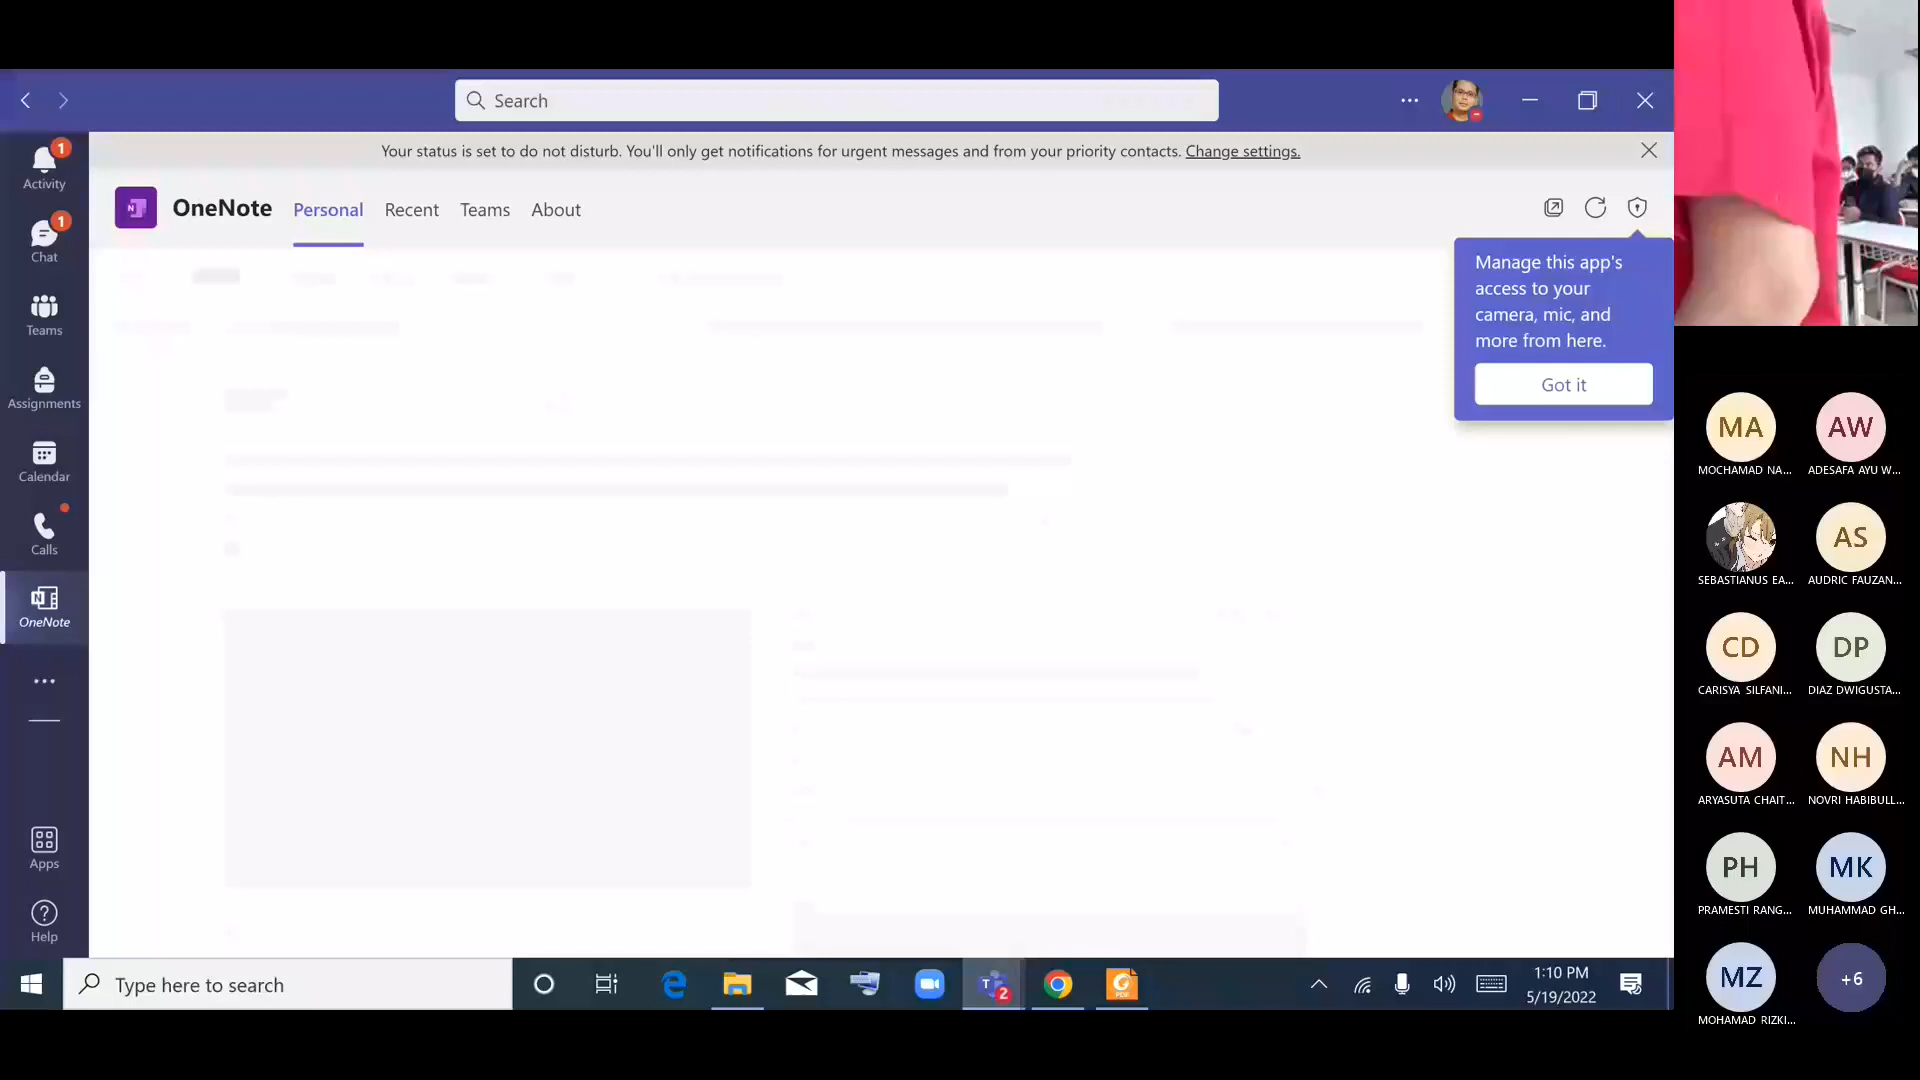 Search
Your status is set to do not disturb. You'll only get notifications for urgent messages and from your priority contacts. Change settings.
Activity
1
Chat
1
Teams
Assignments
Calendar
Calls
OneNote
Apps
Help
OneNote
Personal
Recent
Teams
About
Manage this app's
access to your
camera, mic, and
more from here.
Got it
MA
MOCHAMAD NA...
AW
ADESAFA AYU W...
SEBASTIANUS EA...
AS
AUDRIC FAUZAN...
CD
CARISYA SILFANI...
DP
DIAZ DWIGUSTA...
AM
ARYASUTA CHAIT...
NH
NOVRI HABIBULL...
PH
PRAMESTI RANG...
MK
MUHAMMAD GH...
MZ
MOHAMAD RIZKI...
+6
Type here to search
2
PDF
1:10 PM
5/19/2022